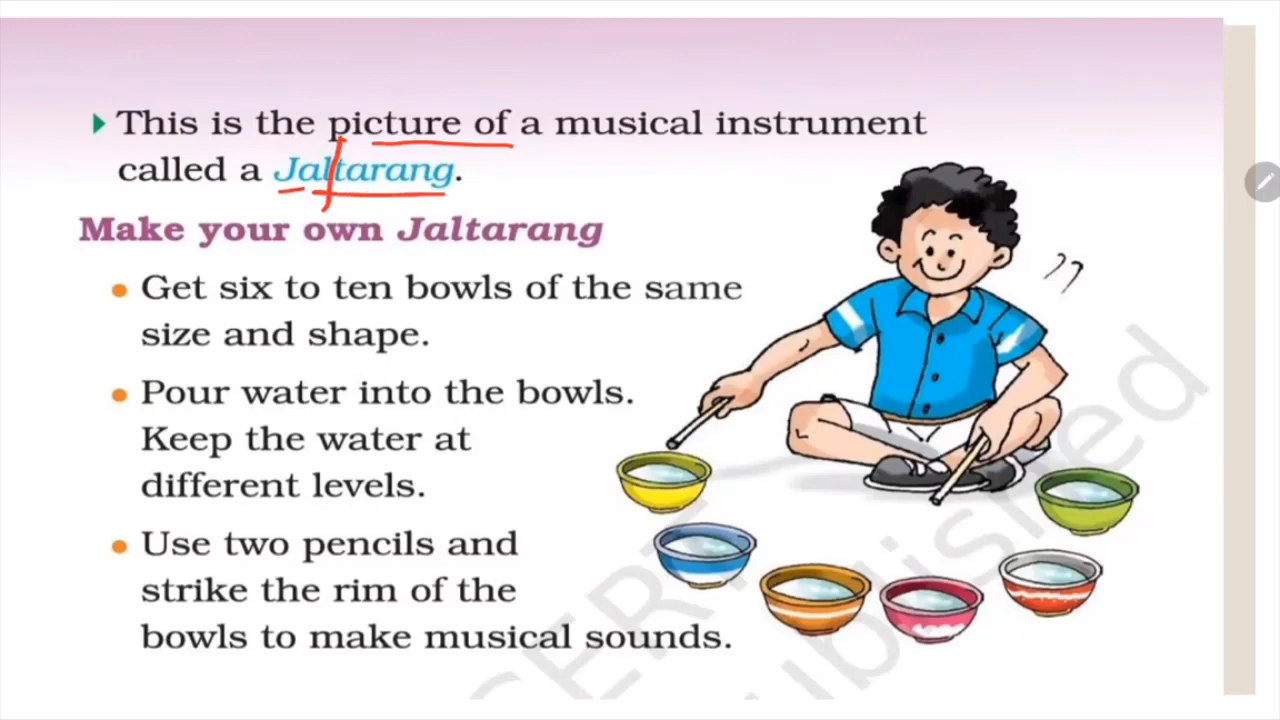 This is the picture of a musical instrument
called a Jaltarang.
Make your own Jaltarang
Get six to ten bowls of the same
size and shape.
Pour water into the bowls.
Keep the water at
different levels.
Use two pencils and
strike the rim of the
bowls to make musical sounds.